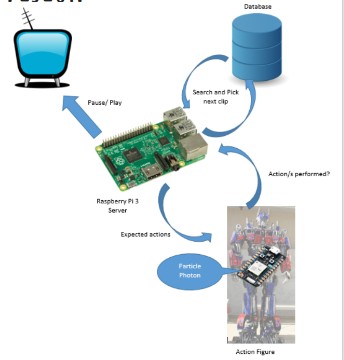 Database
Pause/ Play
Search and Pick
next clip
Action/s performed?
Raspberry Pi 3
Server
Expected actions
Particle
Photon
Action Figure